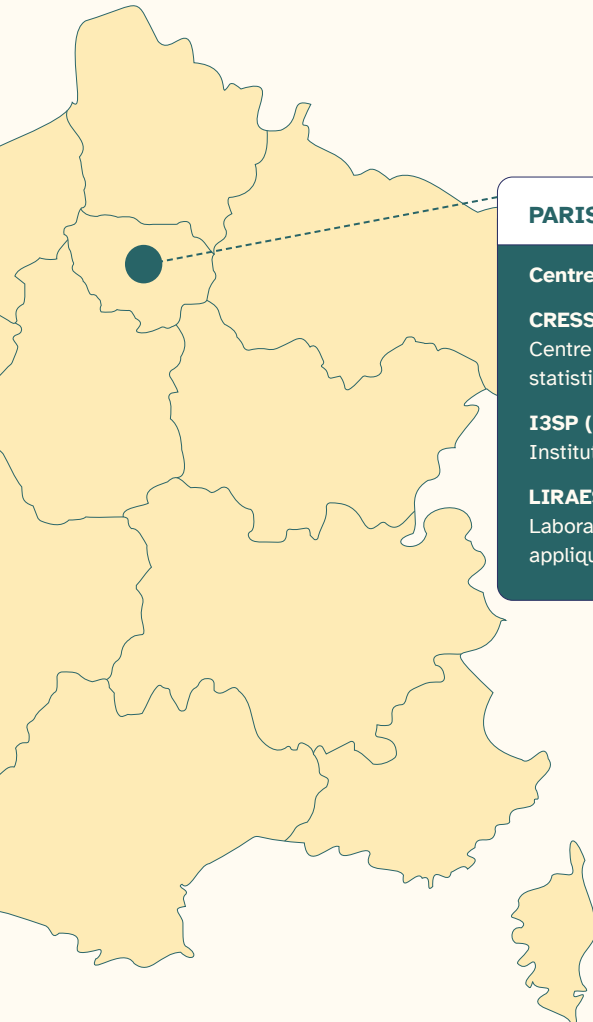 PARIS
Centre
CRESS
Centre
statisti
I3SP (
Institut
LIRAES
Labora
appliqu